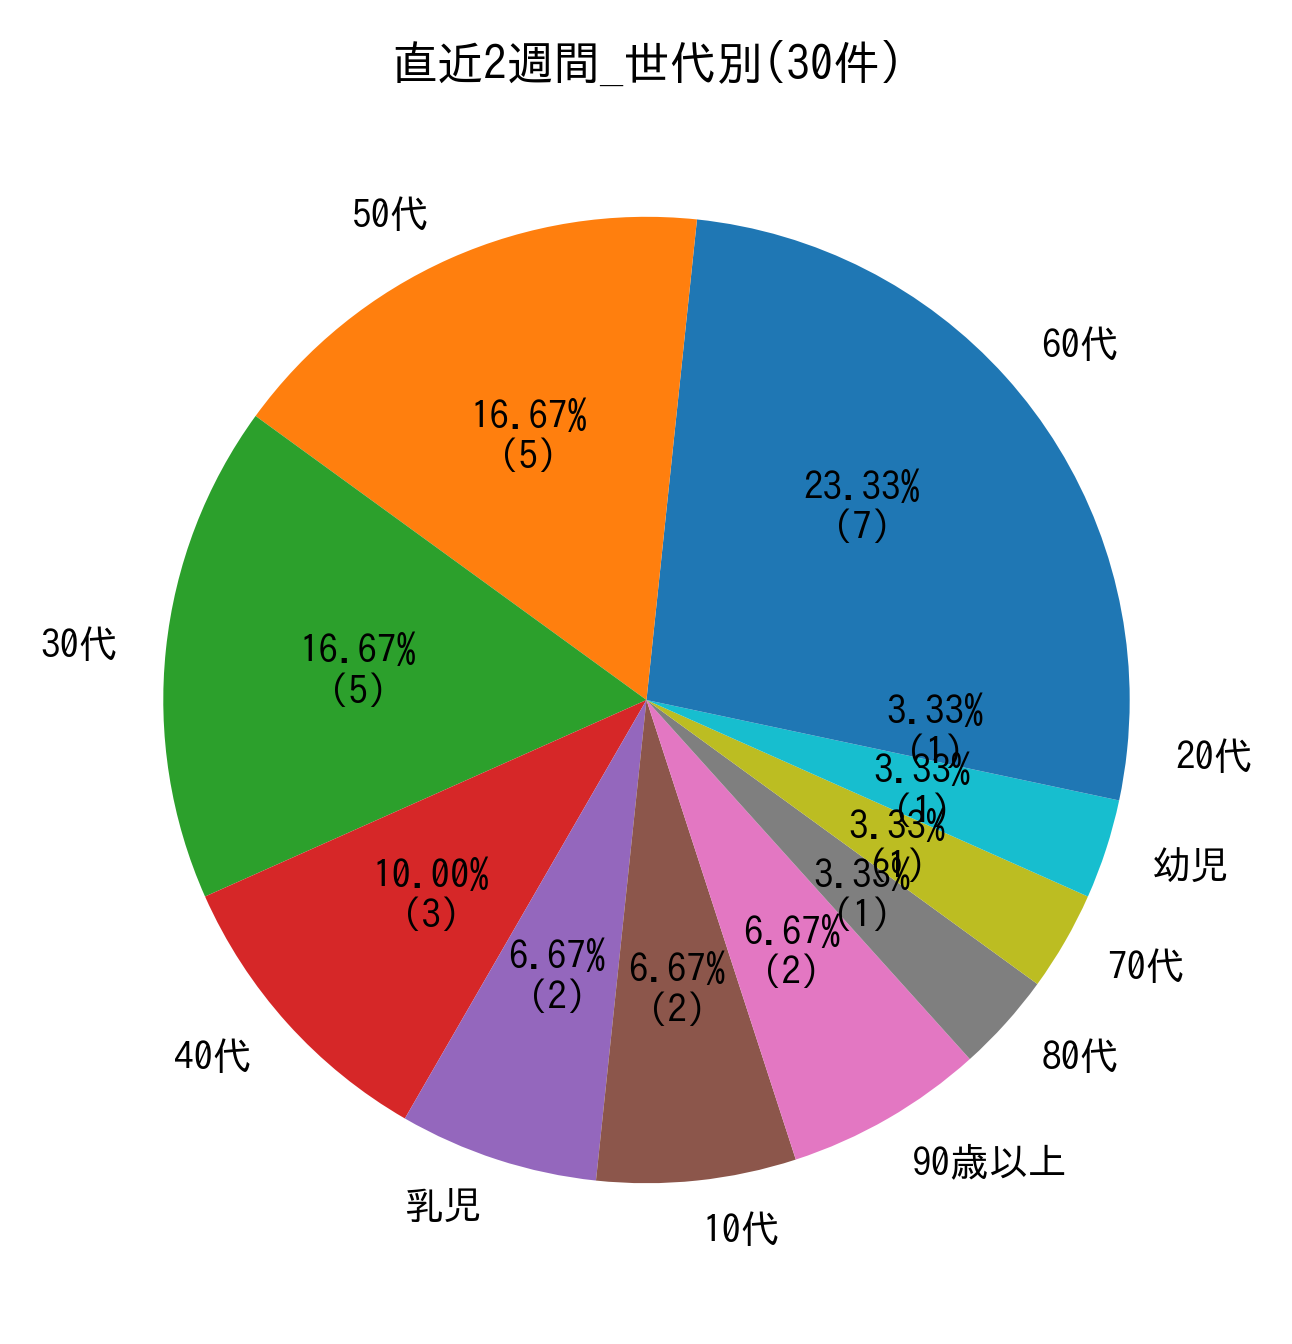 直近2週間_世代別(30件)
50代
60代
16.67%
(5)
23.33%
(7)
30代
16.67%
(5)
3.33%
(1)
20代
3.33%
(1)
幼児
3.33%
(1)
70代
3.33%
(1)
80代
10.00%
(3)
6.67%
(2)
6.67%
(2)
6.67%
(2)
40代
90歳以上
乳児
10代